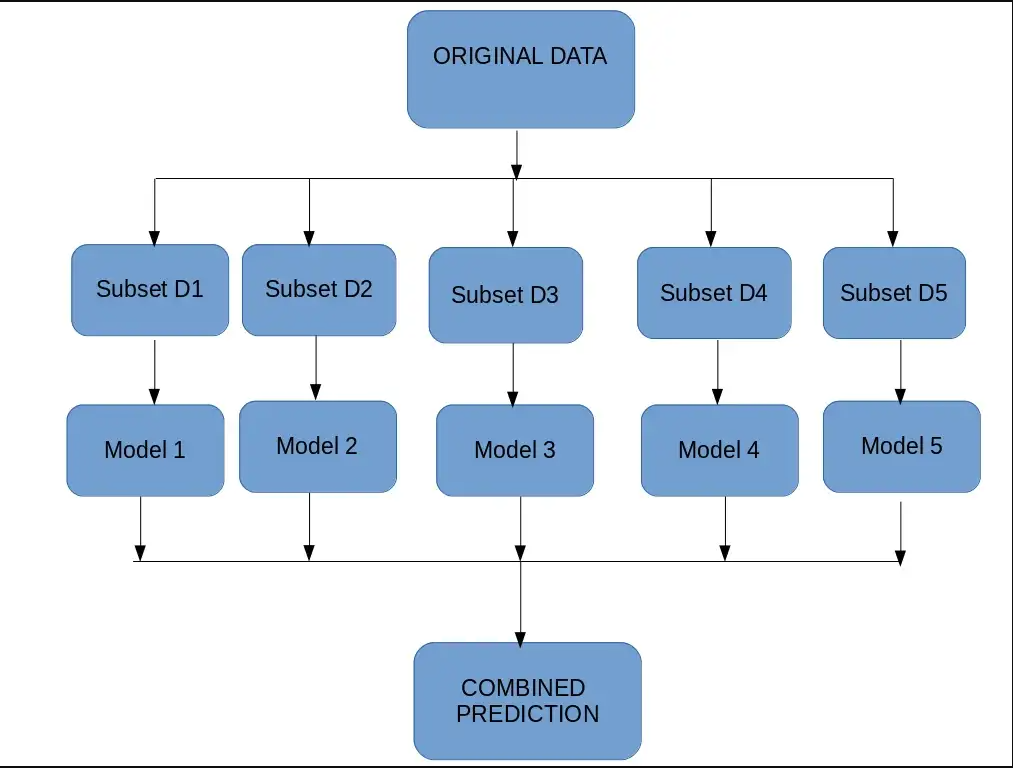 ORIGINAL DATA
Subset D1
Subset D2
Subset D3
Subset D4
Subset D5
Model 1
Model 2
Model 3
Model 4
Model 5
COMBINED
PREDICTION